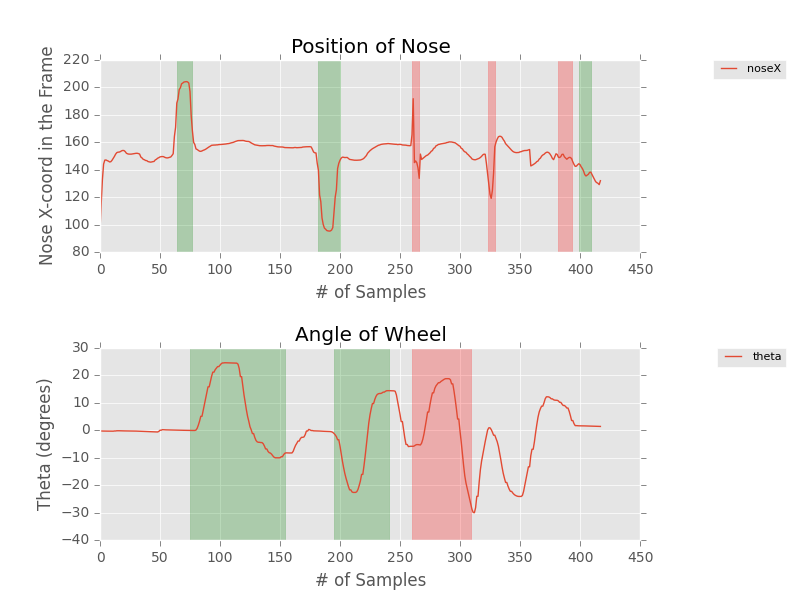 Position of Nose
Nose X-coord in the Frame
220
200
180
160
140
120
100
80
0 50 100 150 200 250 300 350 400 450
# of Samples
noseX
Angle of Wheel
Theta (degrees)
30
20
10
0
−10
−20
−30
−40
0 50 100 150 200 250 300 350 400 450
# of Samples
theta